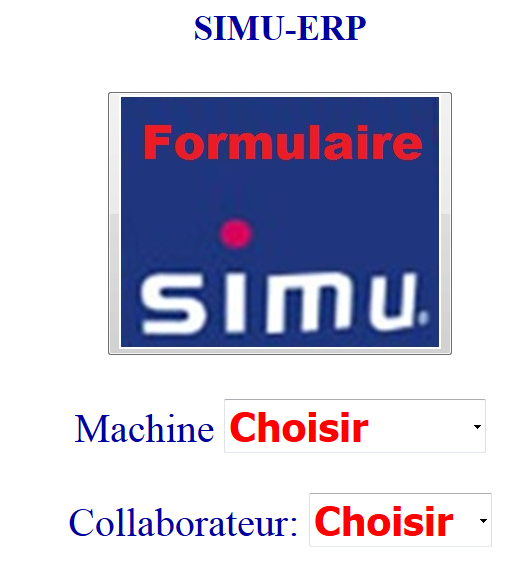 SIMU-ERP
Formulaire
simu®
Machine Choisir
Collaborateur: Choisir